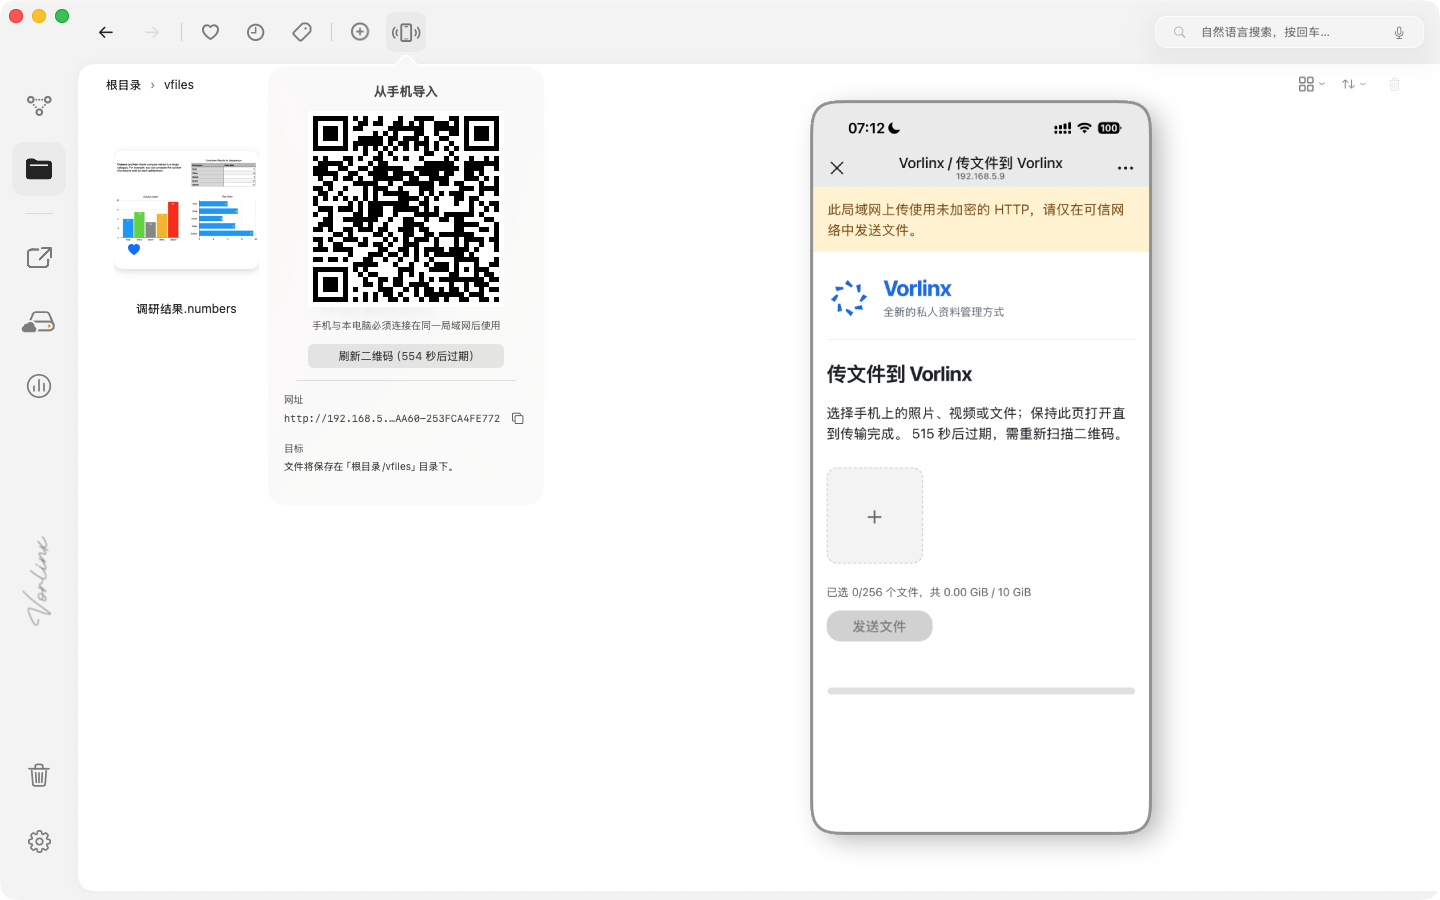 自然语言搜索，按回车...
根目录 › vfiles
调研结果.numbers
Vorlinx
从手机导入
手机与本电脑必须连接在同一局域网后使用
刷新二维码 (554 秒后过期)
网址
http://192.168.5.…AA60-253FCA4FE772
目标
文件将保存在「根目录/vfiles」目录下。
07:12
100
Vorlinx / 传文件到 Vorlinx
192.168.5.9
此局域网上传使用未加密的 HTTP，请仅在可信网
络中发送文件。
Vorlinx
全新的私人资料管理方式
传文件到 Vorlinx
选择手机上的照片、视频或文件；保持此页打开直
到传输完成。 515 秒后过期，需重新扫描二维码。
+
已选 0/256 个文件，共 0.00 GiB / 10 GiB
发送文件